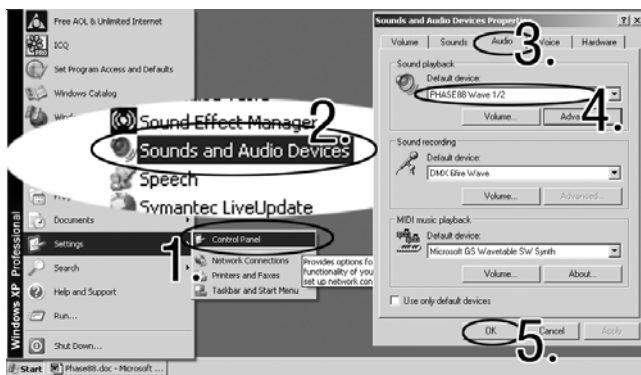 Free AOL & Unlimited Internet
ICQ
Set Program Access and Defaults
Windows Catalog
Sound Effect Manager
2.
Sounds and Audio Devices
Speech
Symantec LiveUpdate
Documents
Settings
Search
Help and Support
Run...
Shut Down...
Windows XP Professional
1.
Control Panel
Network Connections
Printers and Faxes
Taskbar and Start Menu
Provides options fo
functionality of you
set up network con
Start
Phase88.doc - Microsoft ...
Sounds and Audio Devices Properties
3.
Volume
Sounds
Audio
Voice
Hardware
Sound playback
Default device:
PHASE88 Wave 1/2
4.
Volume...
Adva
Sound recording
Default device:
DMX 6fire Wave
Volume...
Advanced...
MIDI music playback
Default device:
Microsoft GS Wavetable SW Synth
Volume...
About...
Use only default devices
OK
Cancel
Apply
5.